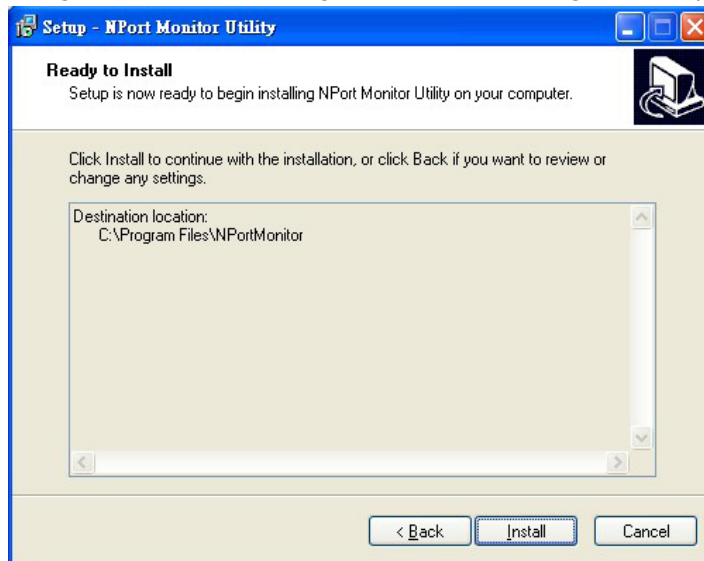 Setup - NPort Monitor Utility
Ready to Install
Setup is now ready to begin installing NPort Monitor Utility on your computer.
Click Install to continue with the installation, or click Back if you want to review or
change any settings.
Destination location:
C:\Program Files\NPortMonitor
< Back Install Cancel